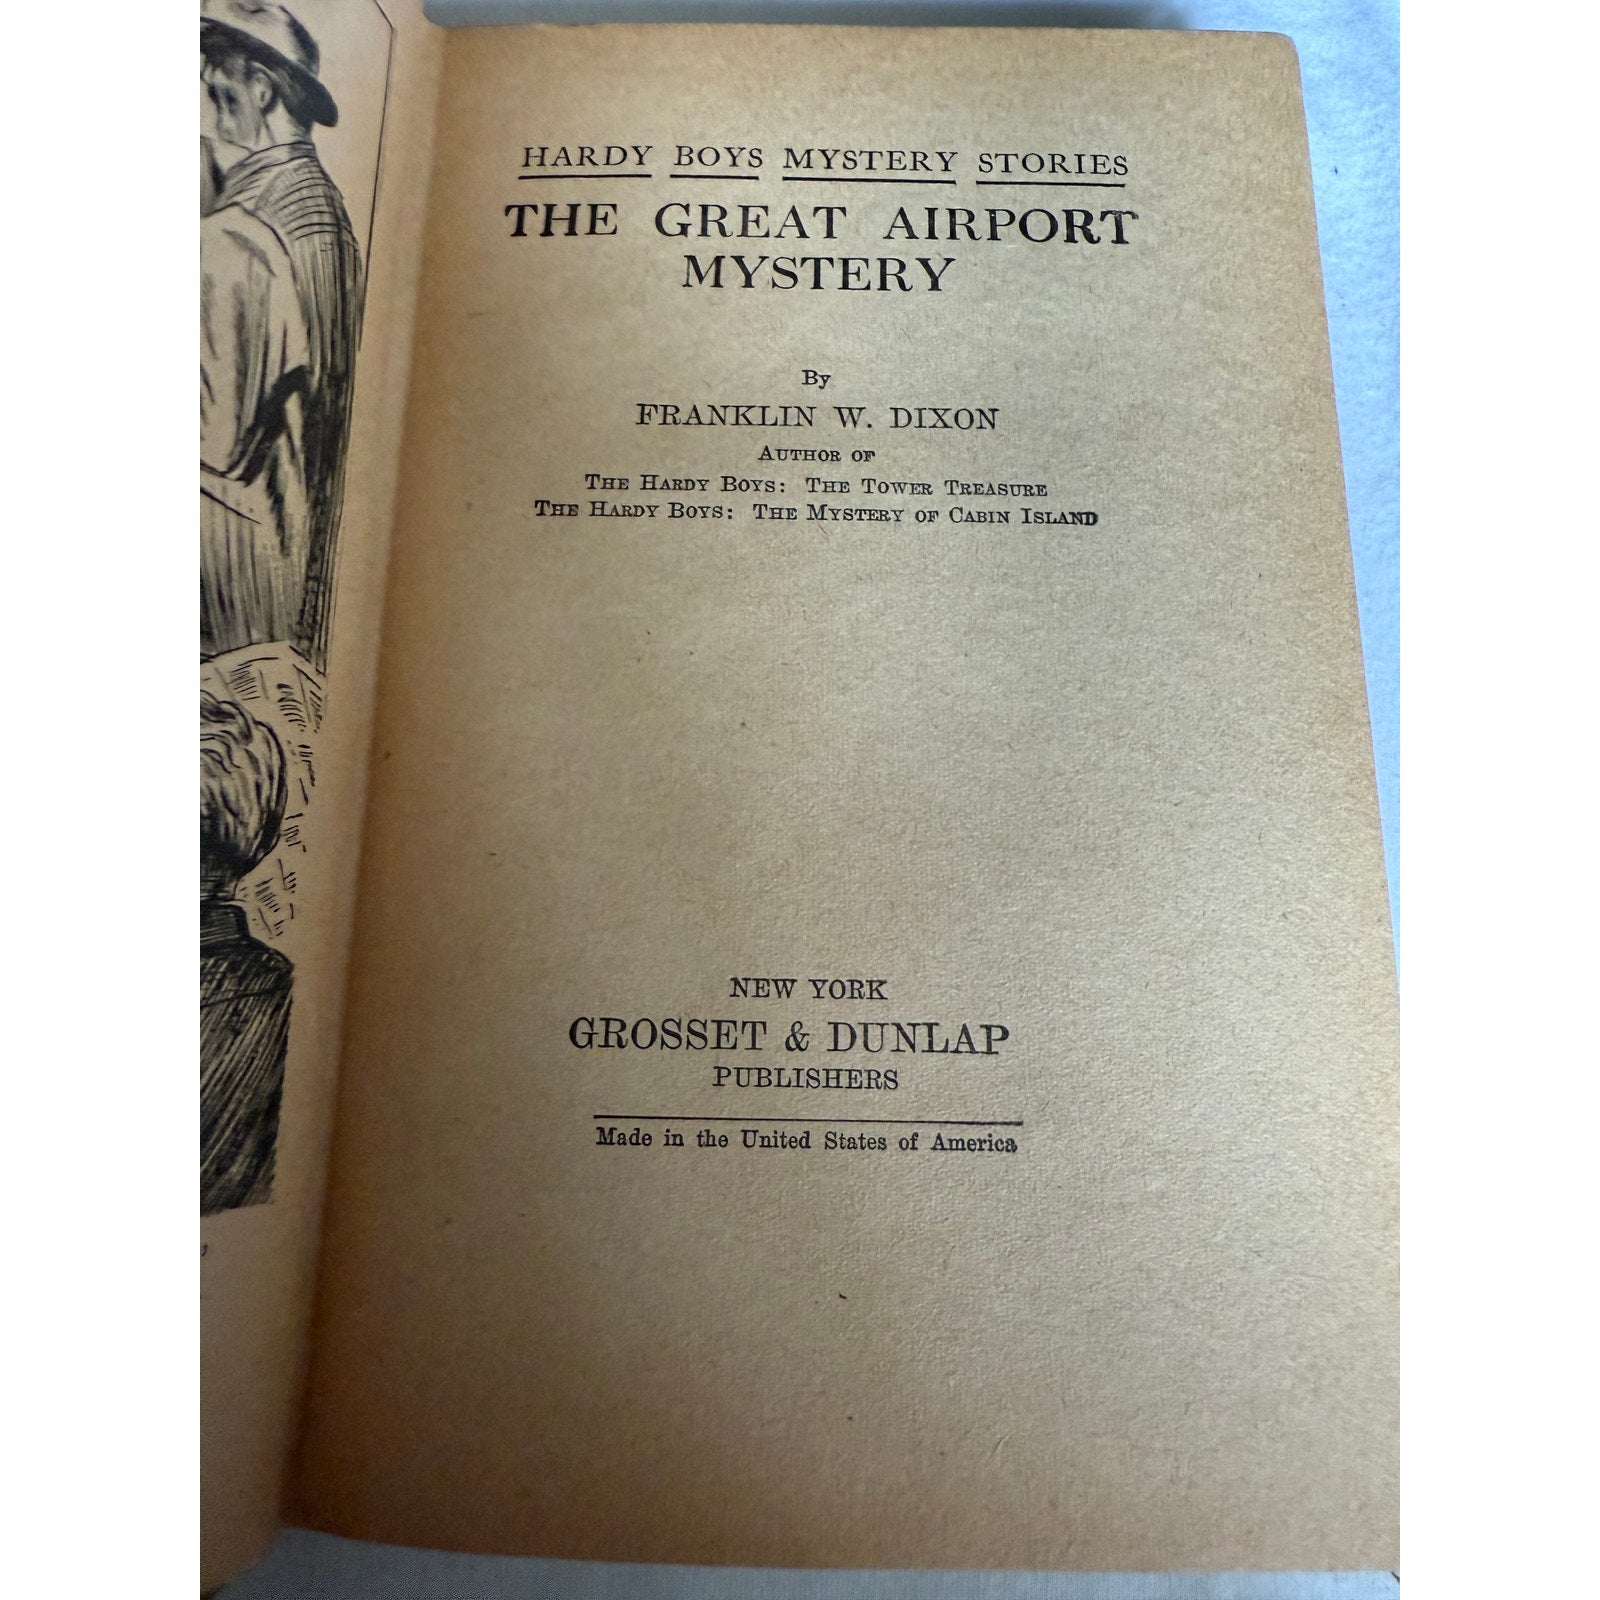 HARDY BOYS MYSTERY STORIES
THE GREAT AIRPORT
MYSTERY
By
FRANKLIN W. DIXON
AUTHOR OF
THE HARDY BOYS: THE TOWER TREASURE
THE HARDY BOYS: THE MYSTERY OF CABIN ISLAND
NEW YORK
GROSSET & DUNLAP
PUBLISHERS
Made in the United States of America